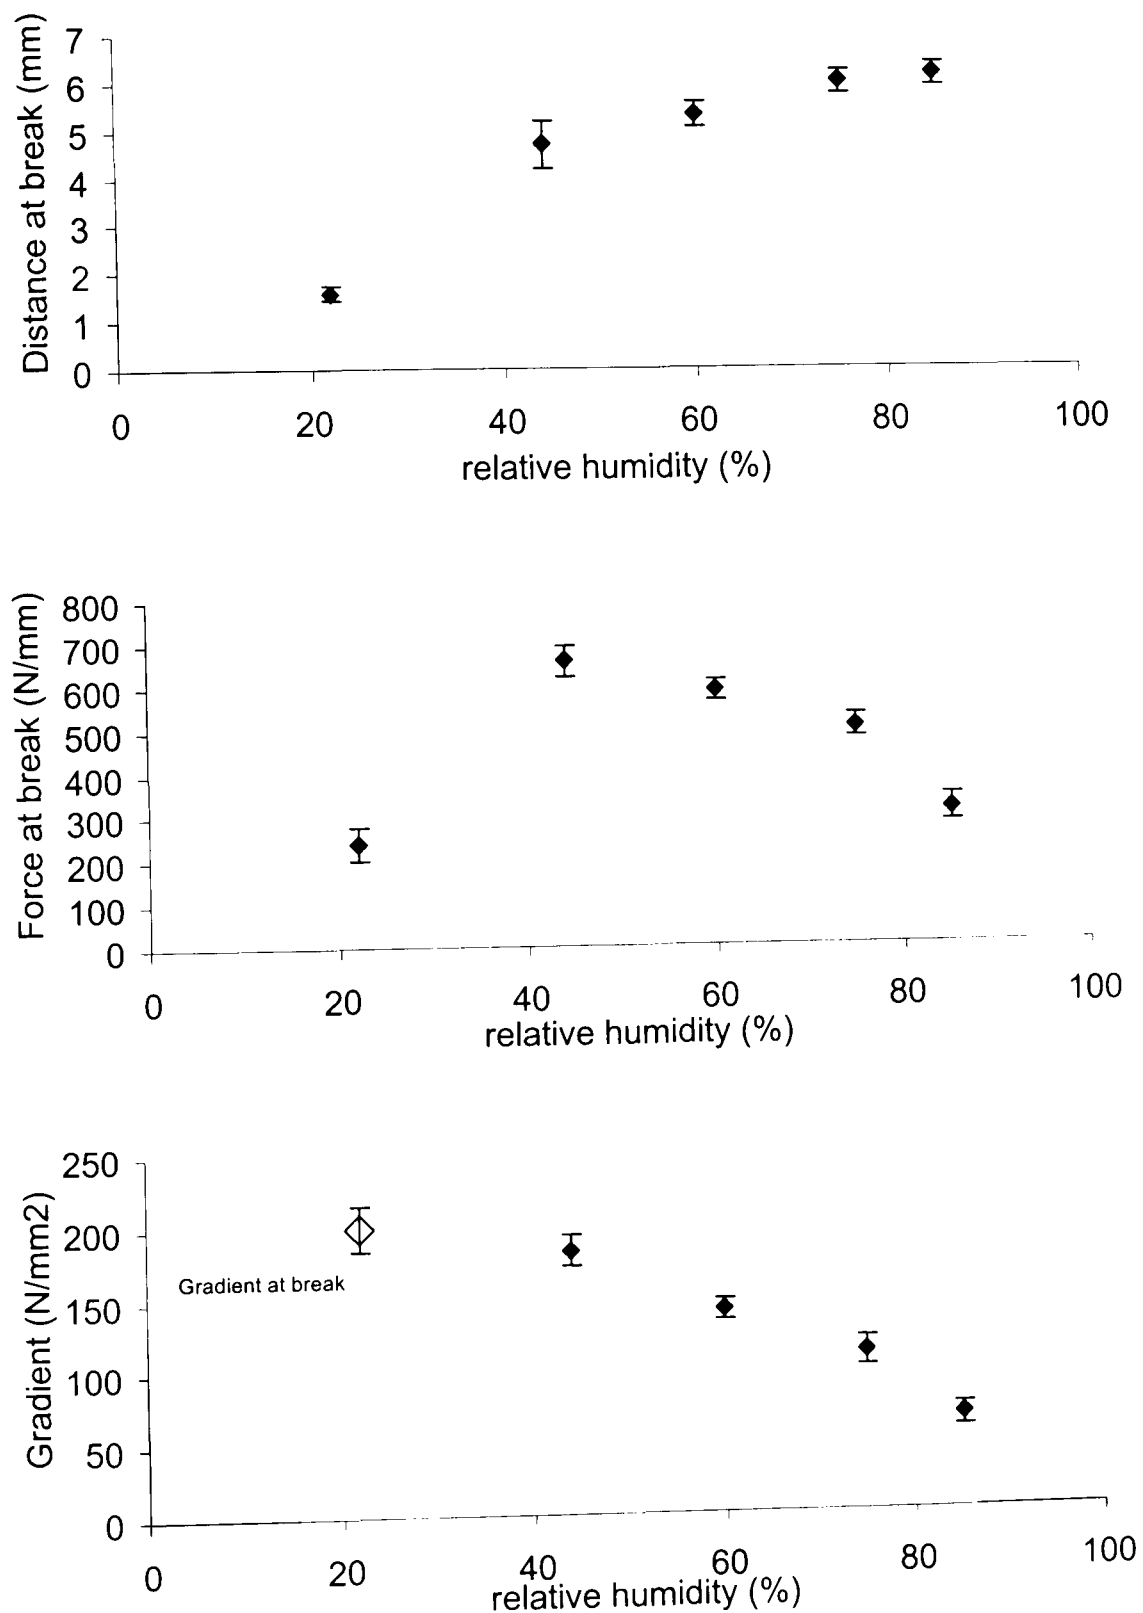 Distance at break (mm)
7
6
5
4
3
2
1
0
0 20 40 60 80 100
relative humidity (%)
Force at break (N/mm)
800
700
600
500
400
300
200
100
0
0 20 40 60 80 100
relative humidity (%)
Gradient (N/mm2)
250
200
150
100
50
0
Gradient at break
0 20 40 60 80 100
relative humidity (%)